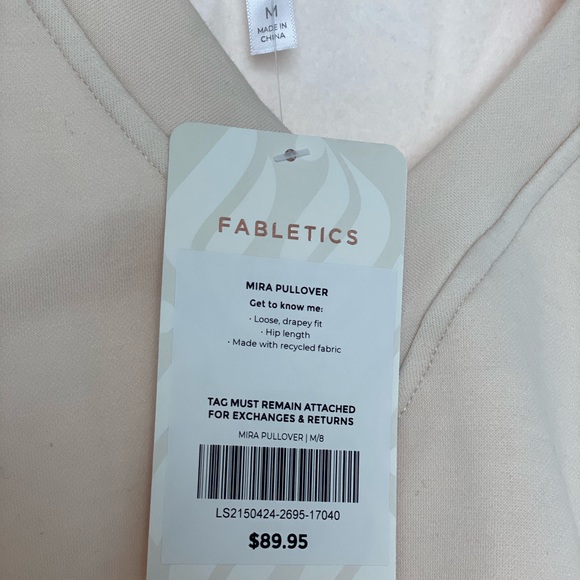 M
MADE IN
CHINA
FABLETICS
MIRA PULLOVER
Get to know me:
· Loose, drapey fit
· Hip length
· Made with recycled fabric
TAG MUST REMAIN ATTACHED
FOR EXCHANGES & RETURNS
MIRA PULLOVER | M/8
LS2150424-2695-17040
$89.95